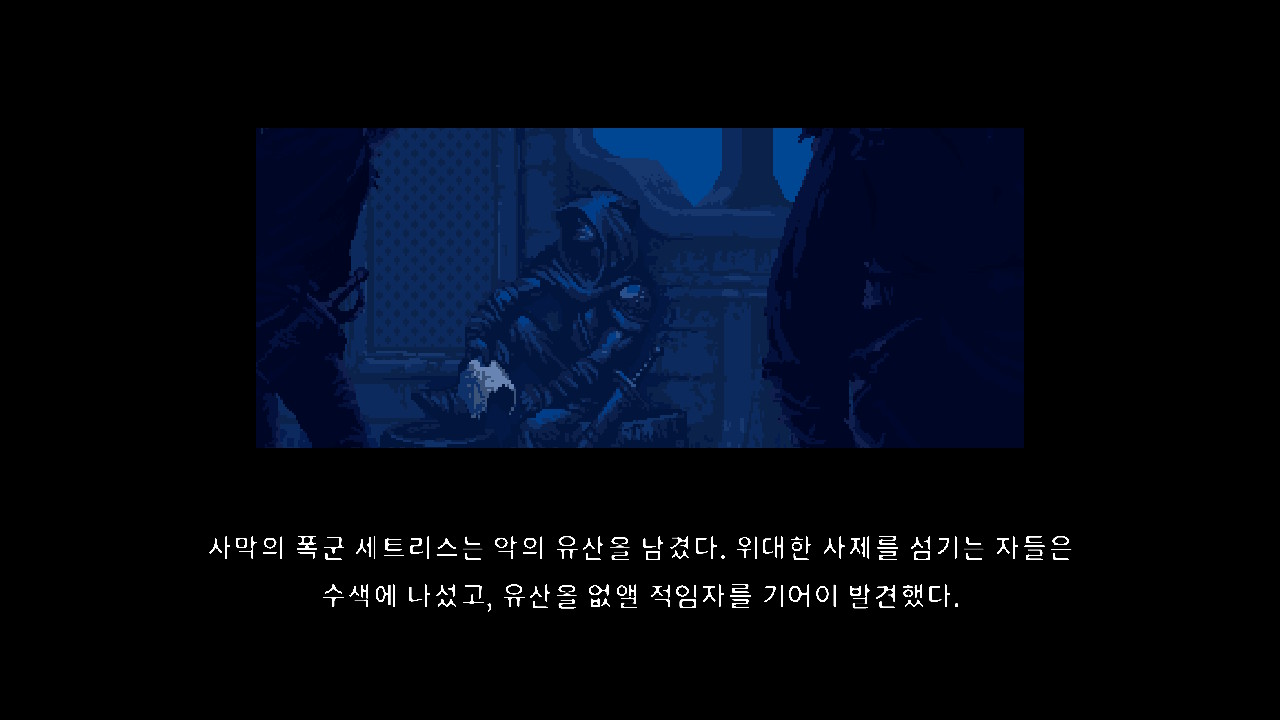 사막의 폭군 세트리스는 악의 유산을 남겼다. 위대한 사제를 섬기는 자들은
수색에 나섰고, 유산을 없앨 적임자를 기어이 발견했다.